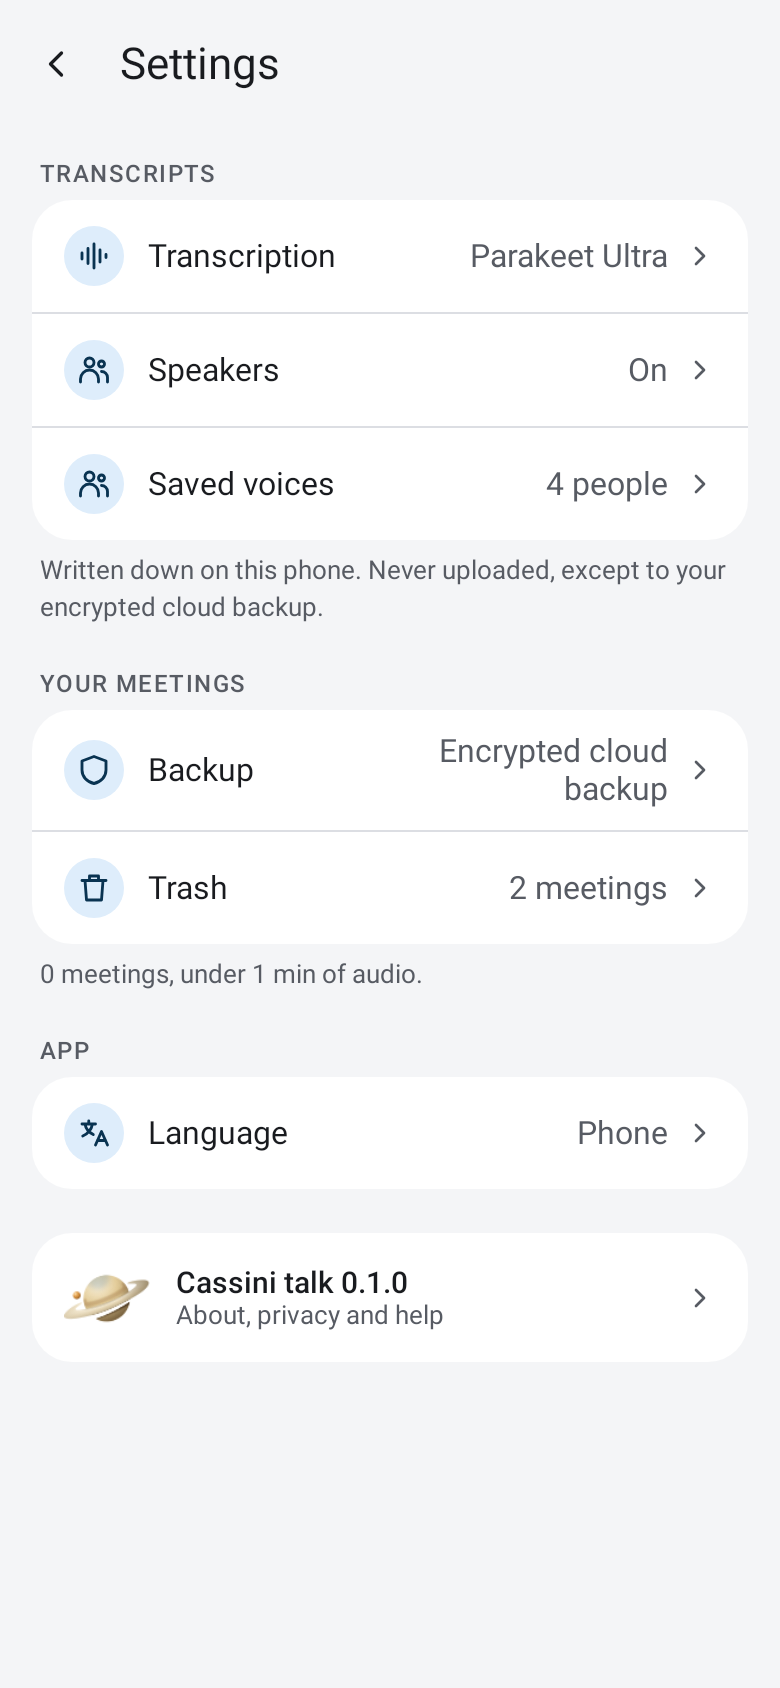 Settings
TRANSCRIPTS
Transcription Parakeet Ultra
Speakers On
Saved voices 4 people
Written down on this phone. Never uploaded, except to your
encrypted cloud backup.
YOUR MEETINGS
Backup Encrypted cloud
backup
Trash 2 meetings
0 meetings, under 1 min of audio.
APP
Language Phone
Cassini talk 0.1.0
About, privacy and help